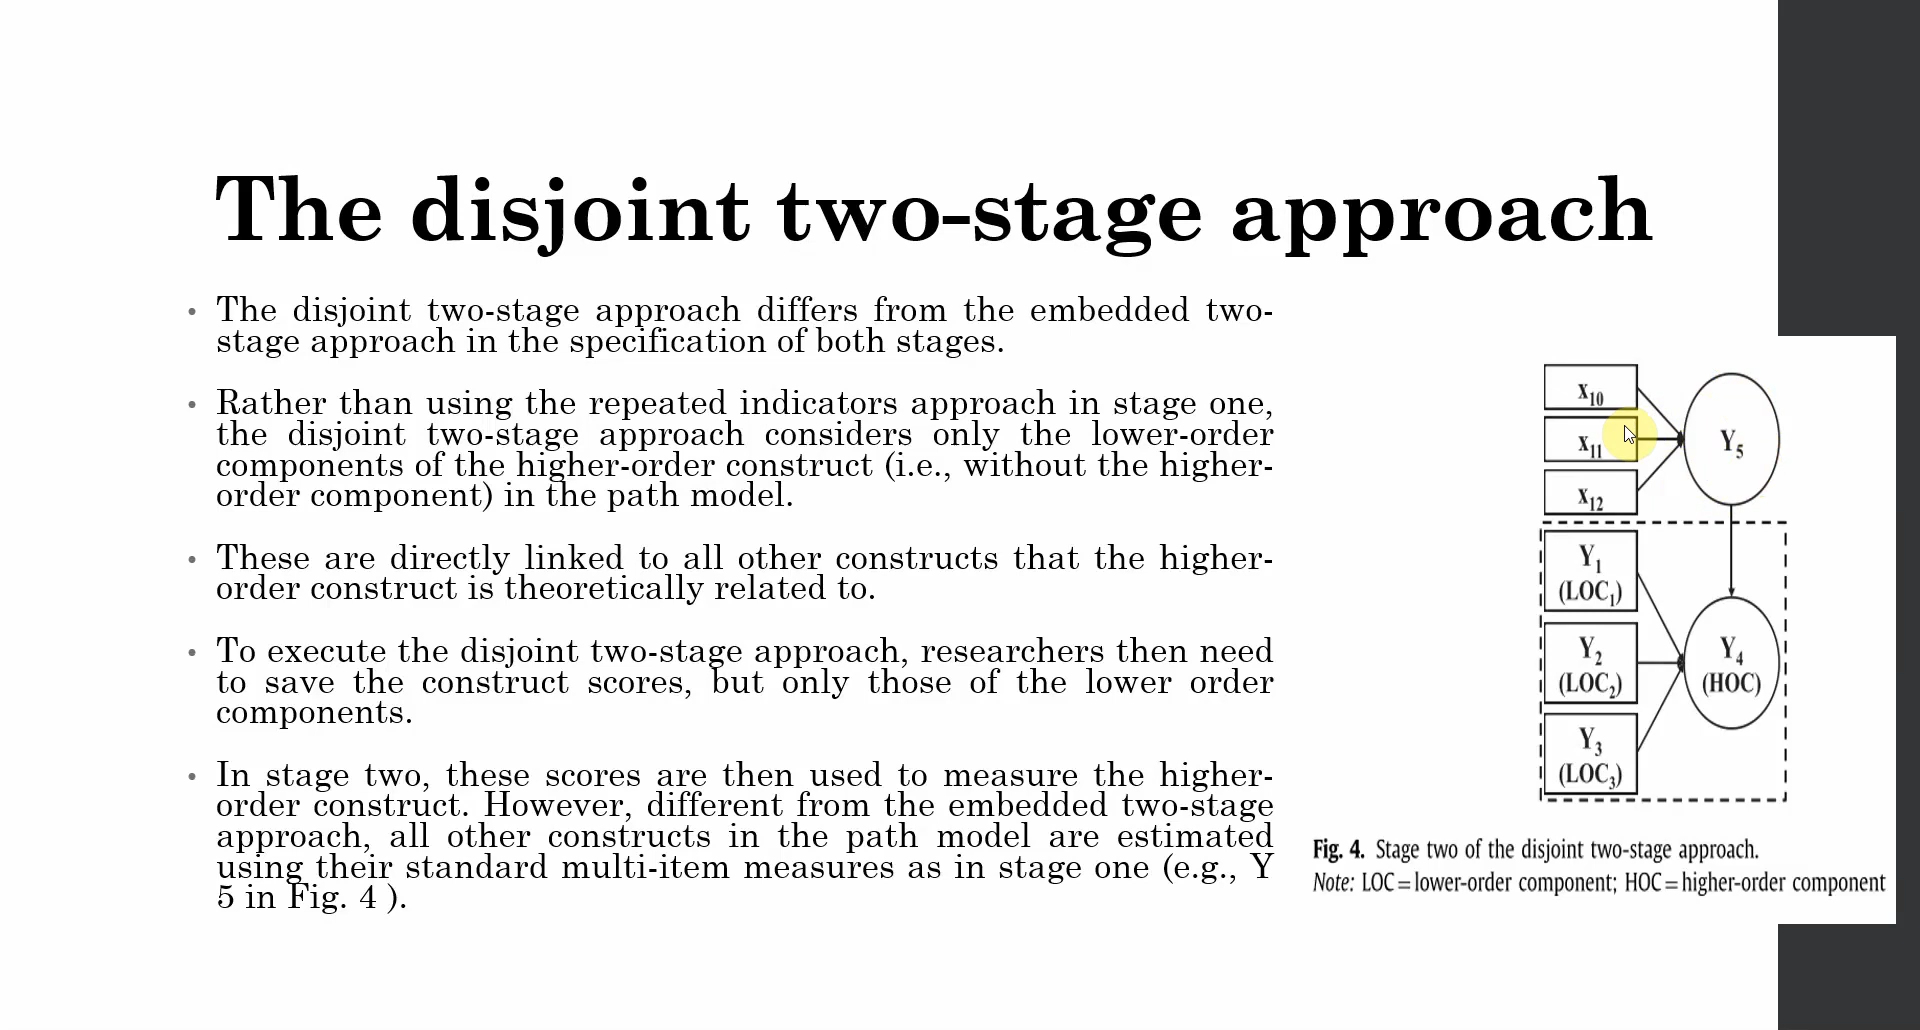 The disjoint two-stage approach
• The disjoint two-stage approach differs from the embedded two-
stage approach in the specification of both stages.
• Rather than using the repeated indicators approach in stage one,
the disjoint two-stage approach considers only the lower-order
components of the higher-order construct (i.e., without the higher-
order component) in the path model.
• These are directly linked to all other constructs that the higher-
order construct is theoretically related to.
• To execute the disjoint two-stage approach, researchers then need
to save the construct scores, but only those of the lower order
components.
• In stage two, these scores are then used to measure the higher-
order construct. However, different from the embedded two-stage
approach, all other constructs in the path model are estimated
using their standard multi-item measures as in stage one (e.g., Y
5 in Fig. 4 ).
x10
x11
x12
Y5
Y1
(LOC1)
Y2
(LOC2)
Y3
(LOC3)
Y4
(HOC)
Fig. 4. Stage two of the disjoint two-stage approach.
Note: LOC=lower-order component; HOC=higher-order component